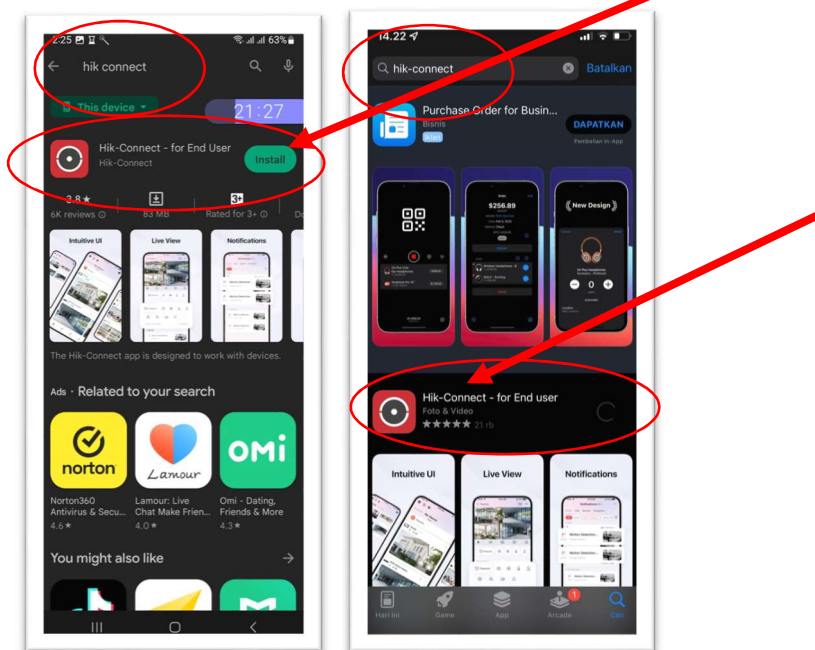 2:25
63%
hik connect
This device
21:27
Hik-Connect - for End User
Hik-Connect
Install
3.8★
83 MB
3+
6K reviews
Rated for 3+
Intuitive UI
Live View
Notifications
The Hik-Connect app is designed to work with devices.
Ads · Related to your search
norton
Lamour
omi
Norton360
Antivirus & Secu...
4.6★
Lamour: Live
Chat Make Frien...
4.0★
Omi - Dating,
Friends & More
4.3★
You might also like
14.22
hik-connect
Batalkan
Purchase Order for Busin...
Bisnis
Iklan
DAPATKAN
Pembelian In-App
$256.89
New Design
0
Hik-Connect - for End user
Foto & Video
★★★★★ 21 rb
Intuitive UI
Live View
Notifications
Hari ini
Game
App
Arcade
1
Cari